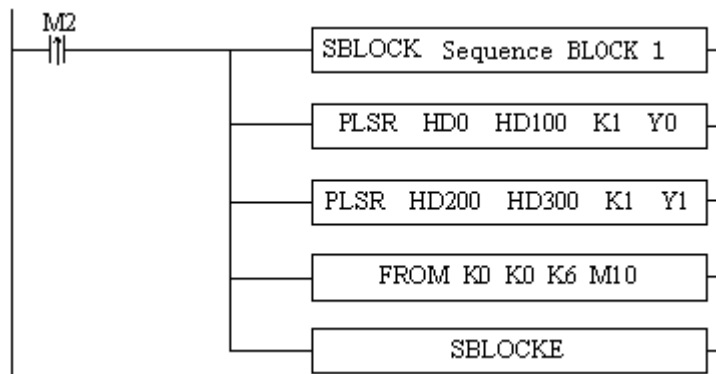 M2
SBLOCK Sequence BLOCK 1
PLSR HD0 HD100 K1 Y0
PLSR HD200 HD300 K1 Y1
FROM K0 K0 K6 M10
SBLOCKE